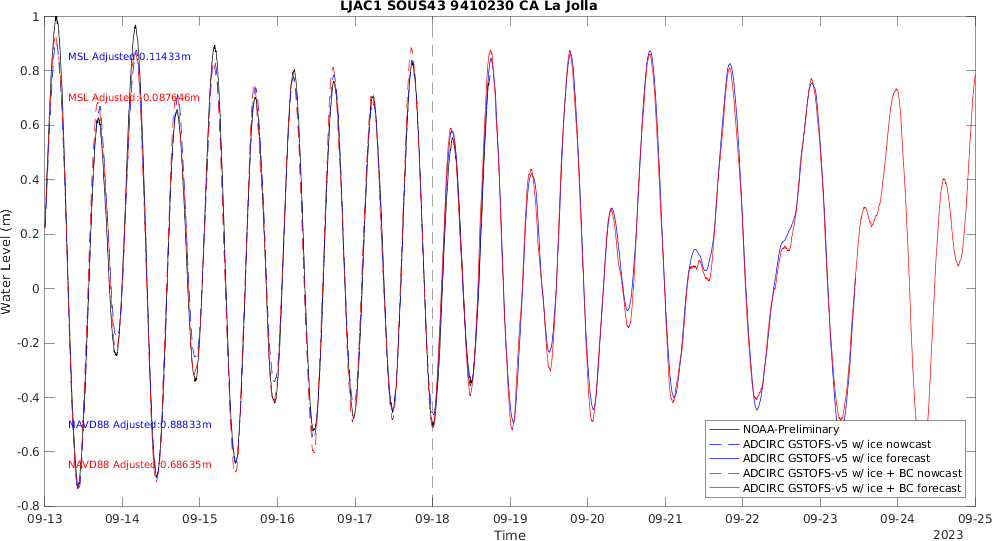 LJAC1 SOUS43 9410230 CA La Jolla
Water Level (m)
1
0.8
0.6
0.4
0.2
0
-0.2
-0.4
-0.6
-0.8
MSL Adjusted:0.11433m
MSL Adjusted:-0.087646m
NAVD88 Adjusted:0.88833m
NAVD88 Adjusted:0.68635m
NOAA-Preliminary
ADCIRC GSTOFS-v5 w/ ice nowcast
ADCIRC GSTOFS-v5 w/ ice forecast
ADCIRC GSTOFS-v5 w/ ice + BC nowcast
ADCIRC GSTOFS-v5 w/ ice + BC forecast
09-13 09-14 09-15 09-16 09-17 09-18 09-19 09-20 09-21 09-22 09-23 09-24 09-25
Time
2023